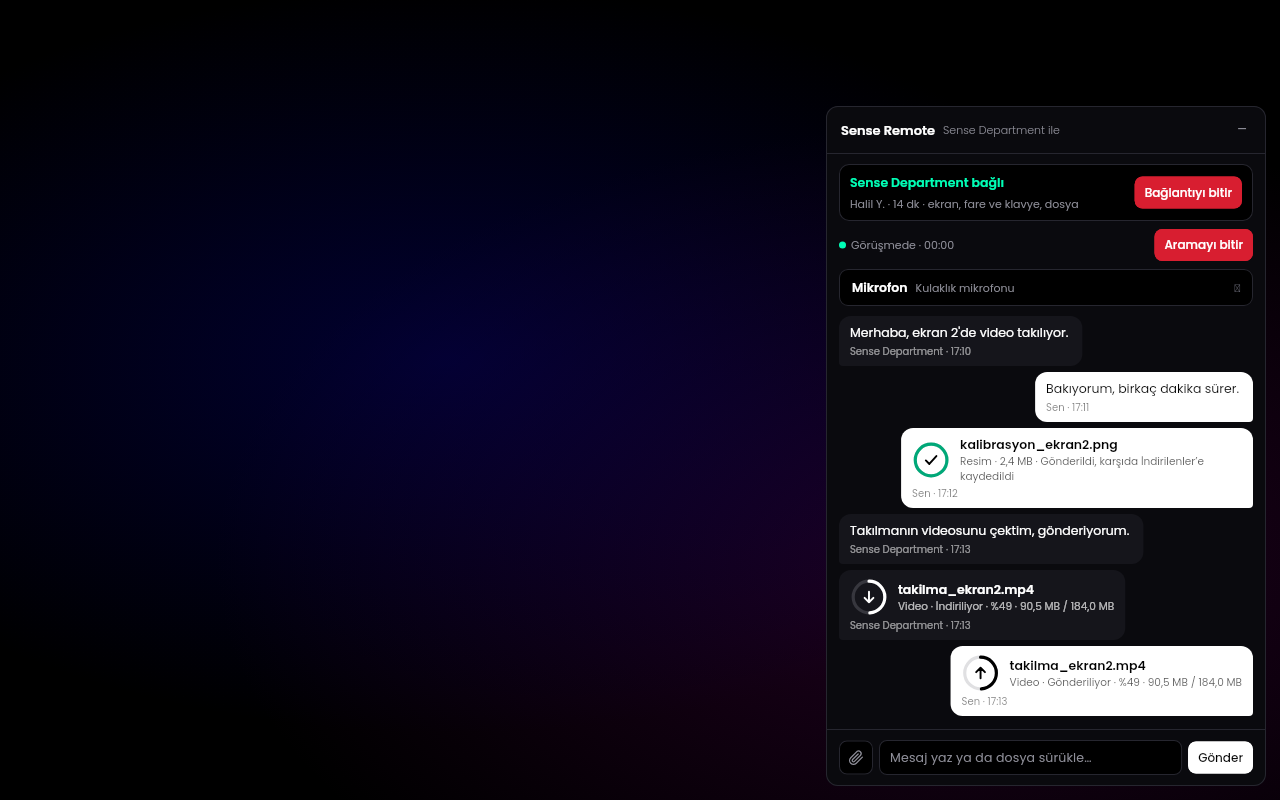 Sense Remote Sense Department ile
Sense Department bağlı
Halil Y. · 14 dk · ekran, fare ve klavye, dosya
Bağlantıyı bitir
Görüşmede · 00:00
Aramayı bitir
Mikrofon Kulaklık mikrofonu
Merhaba, ekran 2'de video takılıyor.
Sense Department · 17:10
Bakıyorum, birkaç dakika sürer.
Sen · 17:11
kalibrasyon_ekran2.png
Resim · 2,4 MB · Gönderildi, karşıda İndirilenler'e
kaydedildi
Sen · 17:12
Takılmanın videosunu çektim, gönderiyorum.
Sense Department · 17:13
takilma_ekran2.mp4
Video · İndiriliyor · %49 · 90,5 MB / 184,0 MB
Sense Department · 17:13
takilma_ekran2.mp4
Video · Gönderiliyor · %49 · 90,5 MB / 184,0 MB
Sen · 17:13
Mesaj yaz ya da dosya sürükle…
Gönder